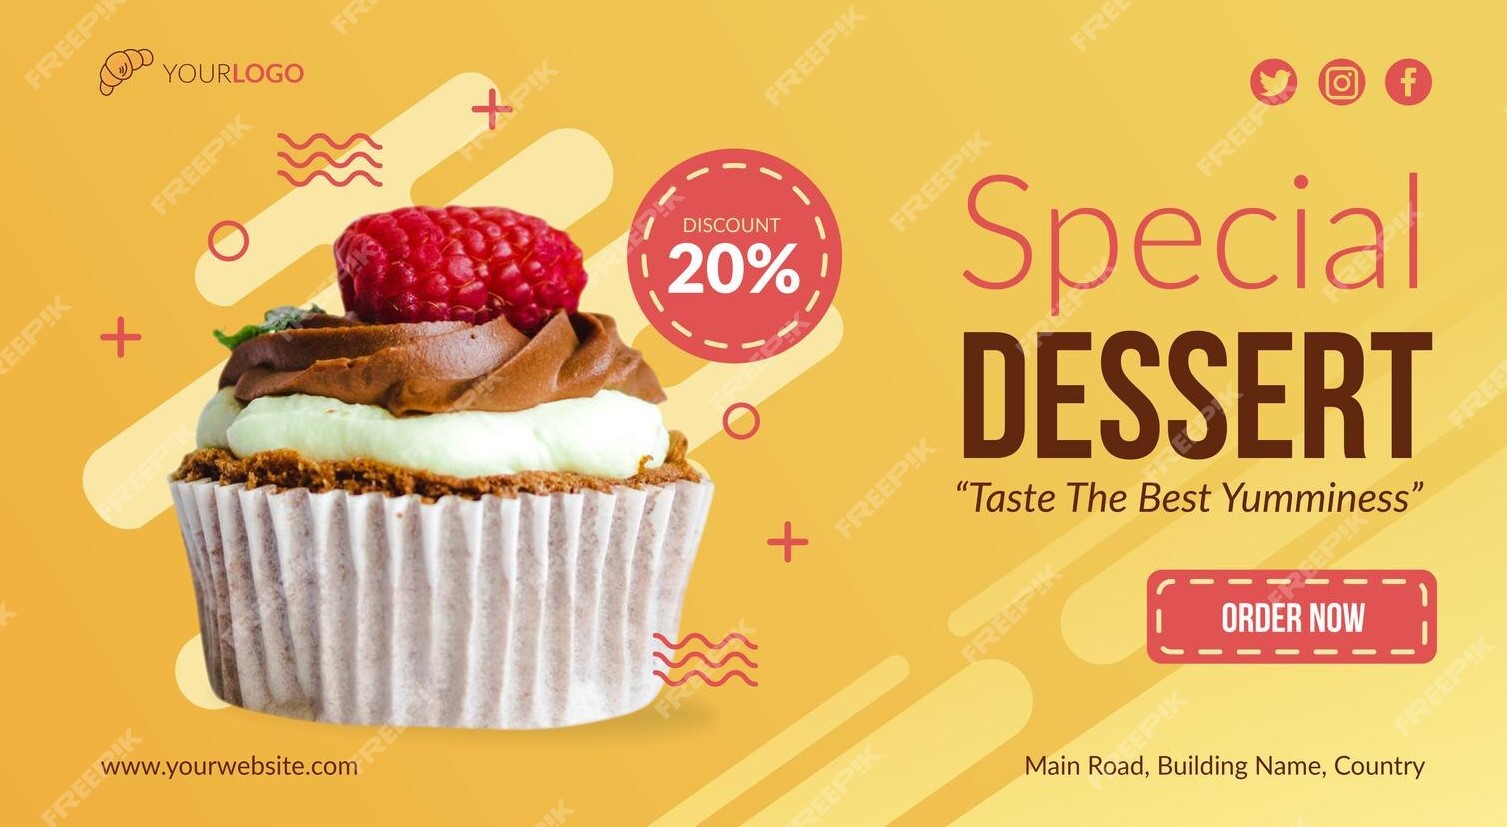 YOURLOGO
DISCOUNT
20%
Special
DESSERT
“Taste The Best Yumminess”
ORDER NOW
www.yourwebsite.com
Main Road, Building Name, Country
FREEPIK